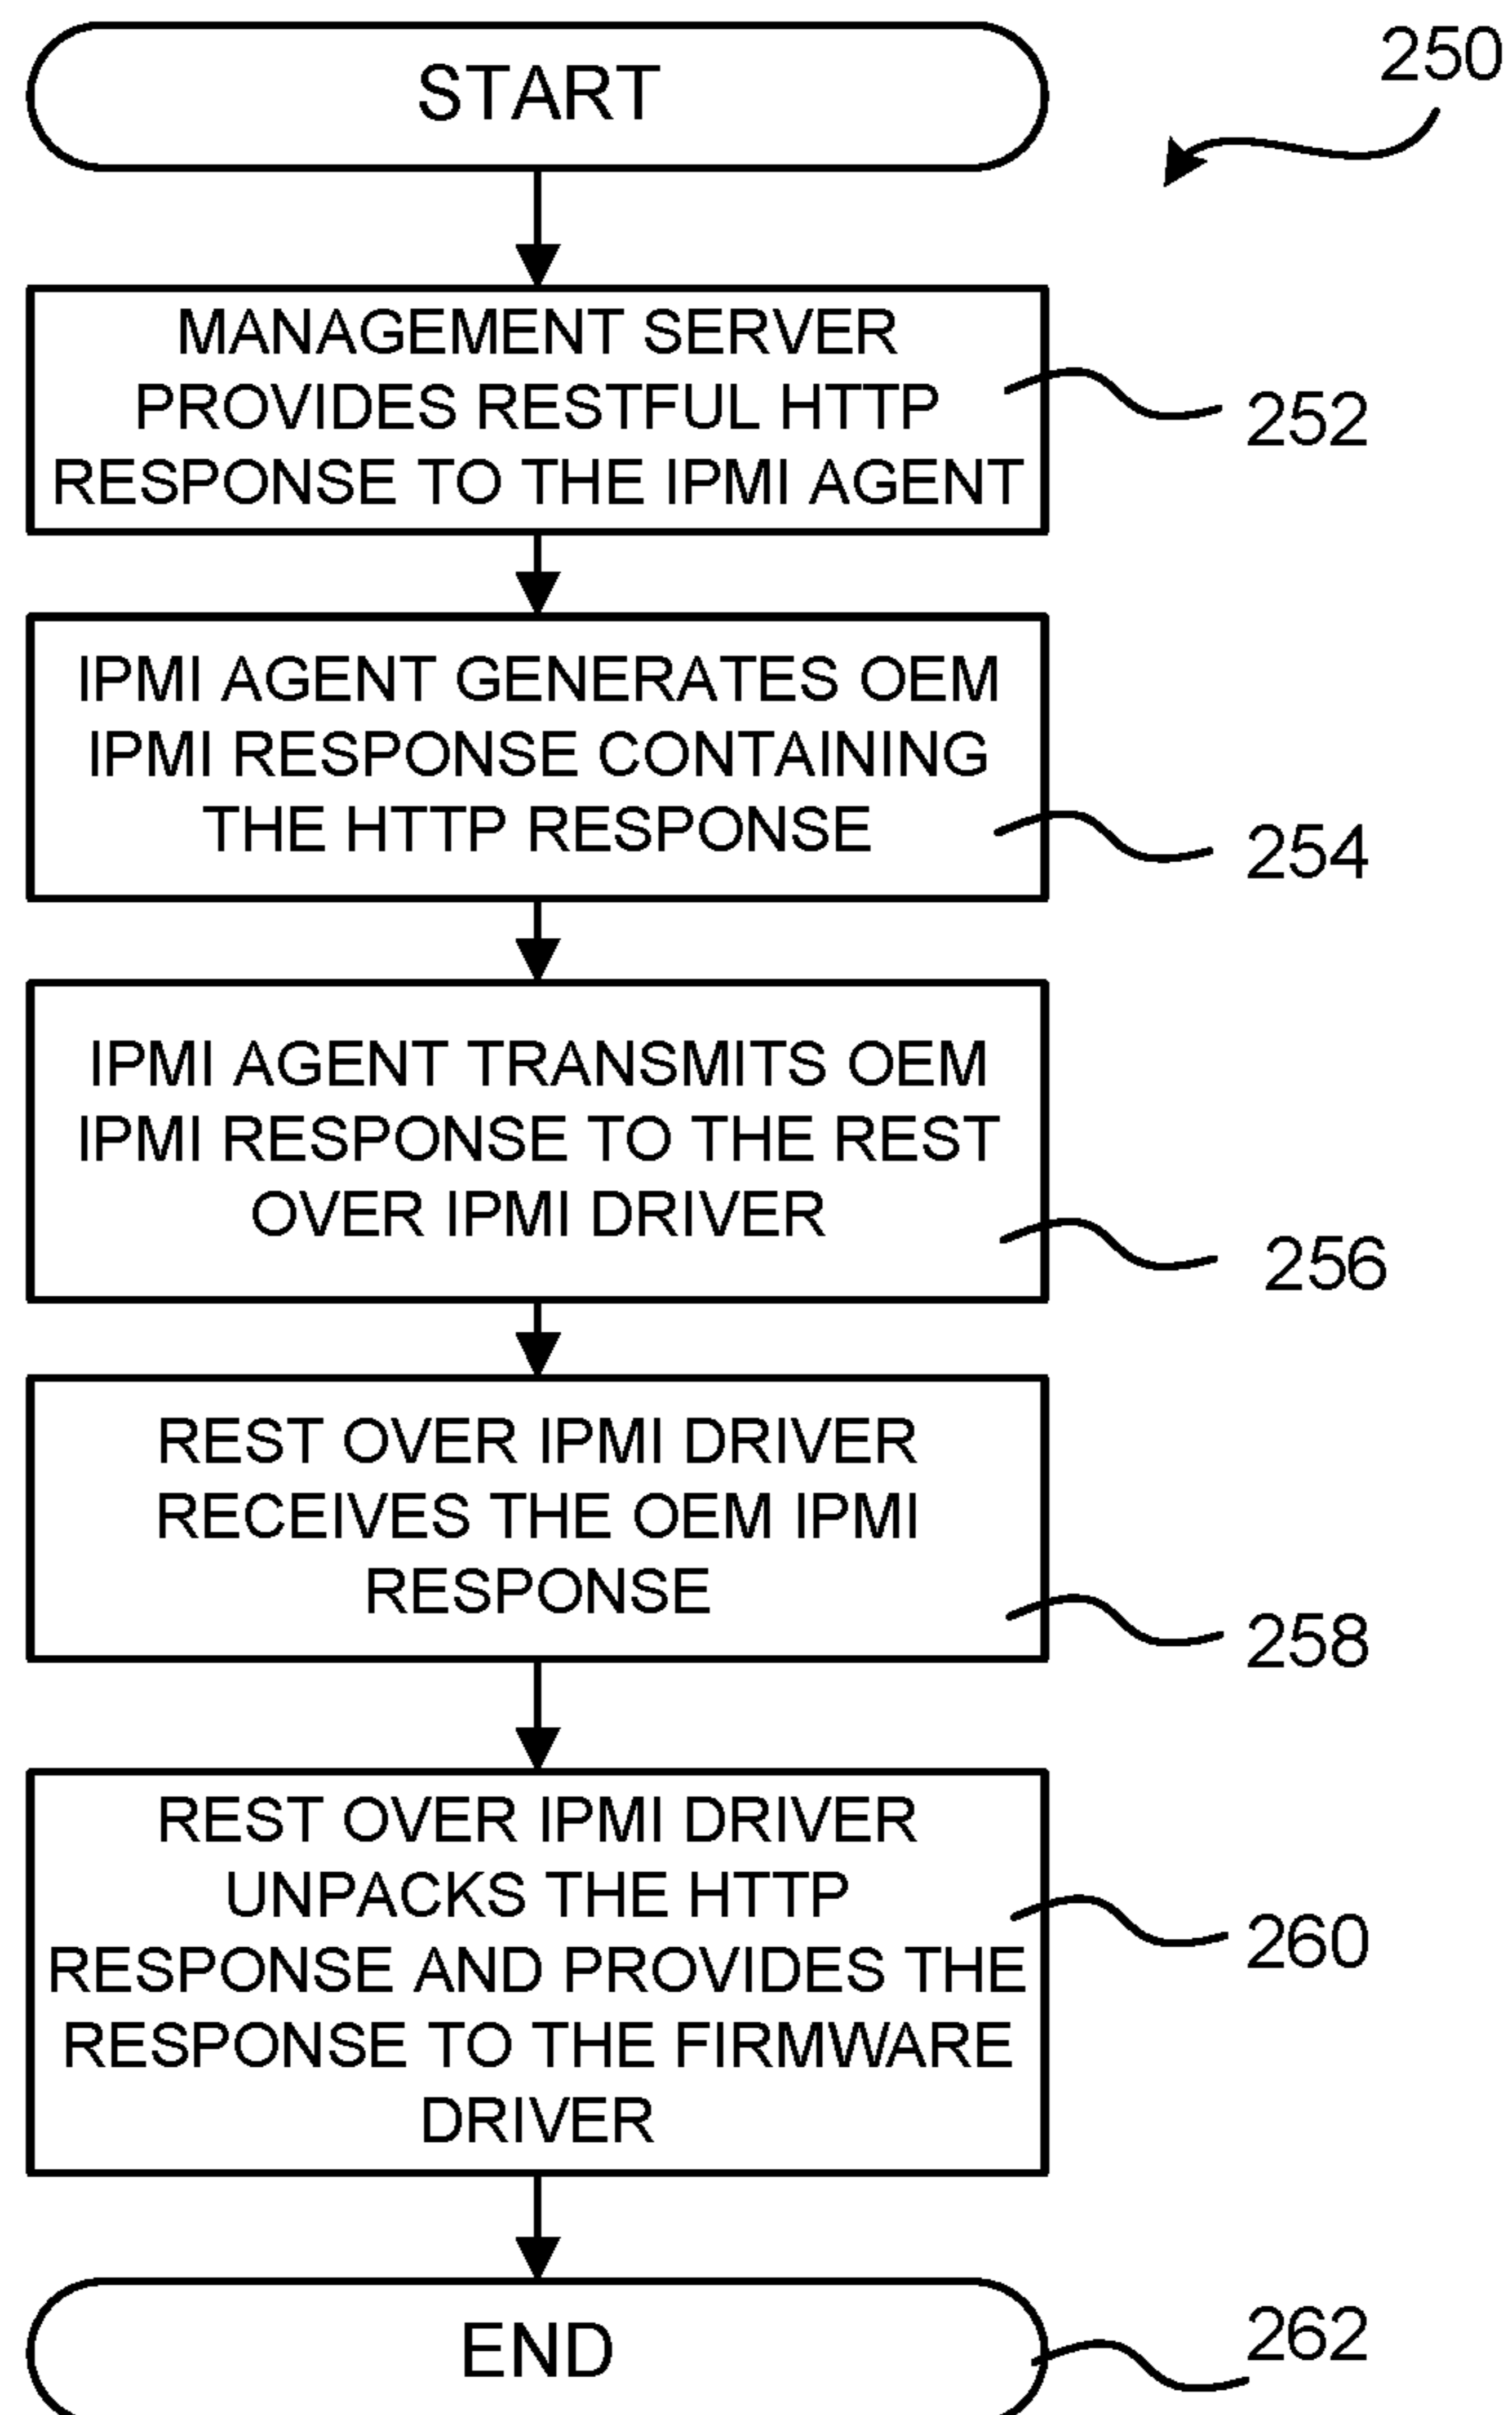 START
250
MANAGEMENT SERVER
PROVIDES RESTFUL HTTP
RESPONSE TO THE IPMI AGENT
252
IPMI AGENT GENERATES OEM
IPMI RESPONSE CONTAINING
THE HTTP RESPONSE
254
IPMI AGENT TRANSMITS OEM
IPMI RESPONSE TO THE REST
OVER IPMI DRIVER
256
REST OVER IPMI DRIVER
RECEIVES THE OEM IPMI
RESPONSE
258
REST OVER IPMI DRIVER
UNPACKS THE HTTP
RESPONSE AND PROVIDES THE
RESPONSE TO THE FIRMWARE
DRIVER
260
END
262